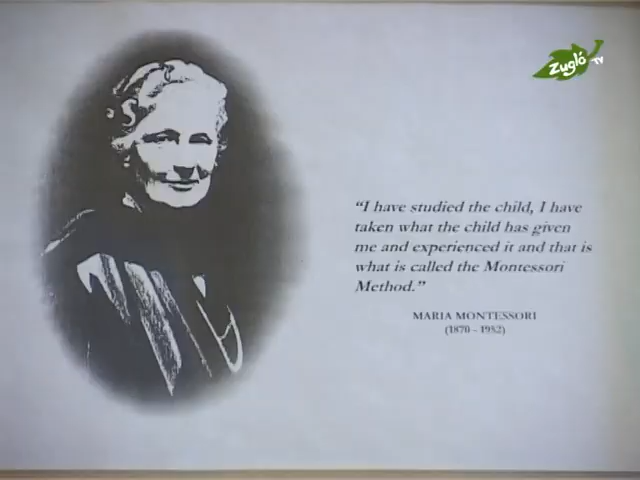 Zugló TV
“I have studied the child, I have
taken what the child has given
me and experienced it and that is
what is called the Montessori
Method.”
MARIA MONTESSORI
(1870 - 1952)